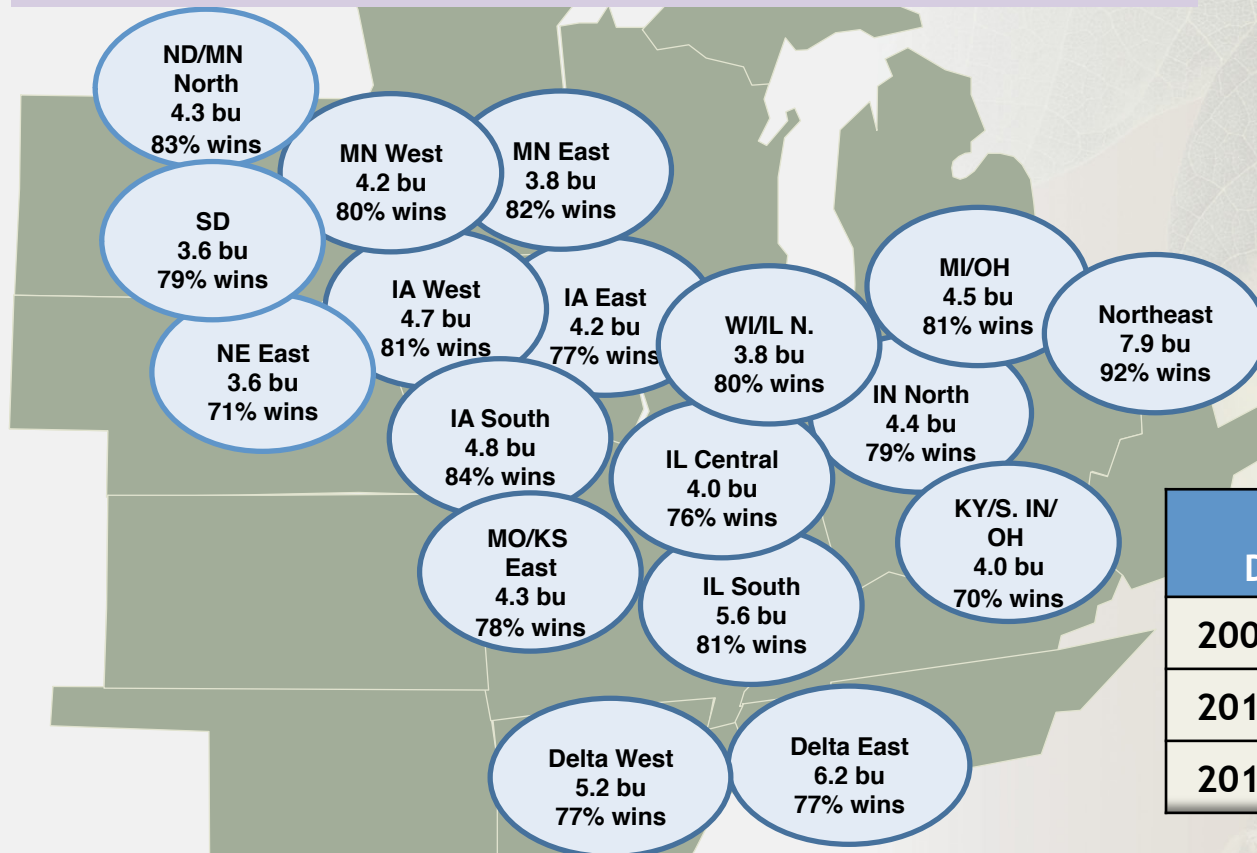 ND/MN
North
4.3 bu
83% wins
MN West
4.2 bu
80% wins
MN East
3.8 bu
82% wins
SD
3.6 bu
79% wins
IA West
4.7 bu
81% wins
IA East
4.2 bu
77% wins
WI/IL N.
3.8 bu
80% wins
MI/OH
4.5 bu
81% wins
Northeast
7.9 bu
92% wins
NE East
3.6 bu
71% wins
IA South
4.8 bu
84% wins
IL Central
4.0 bu
76% wins
IN North
4.4 bu
79% wins
KY/S. IN/
OH
4.0 bu
70% wins
MO/KS
East
4.3 bu
78% wins
IL South
5.6 bu
81% wins
Delta West
5.2 bu
77% wins
Delta East
6.2 bu
77% wins
D
200
201
201